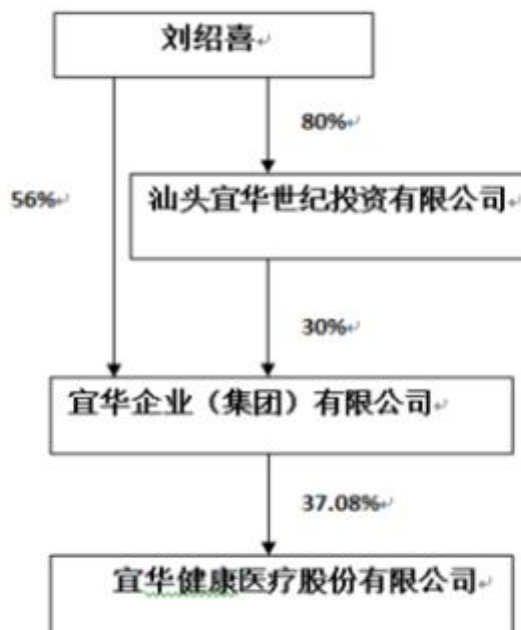 刘绍喜
80%
56%
汕头宜华世纪投资有限公司
30%
宜华企业（集团）有限公司
37.08%
宜华健康医疗股份有限公司